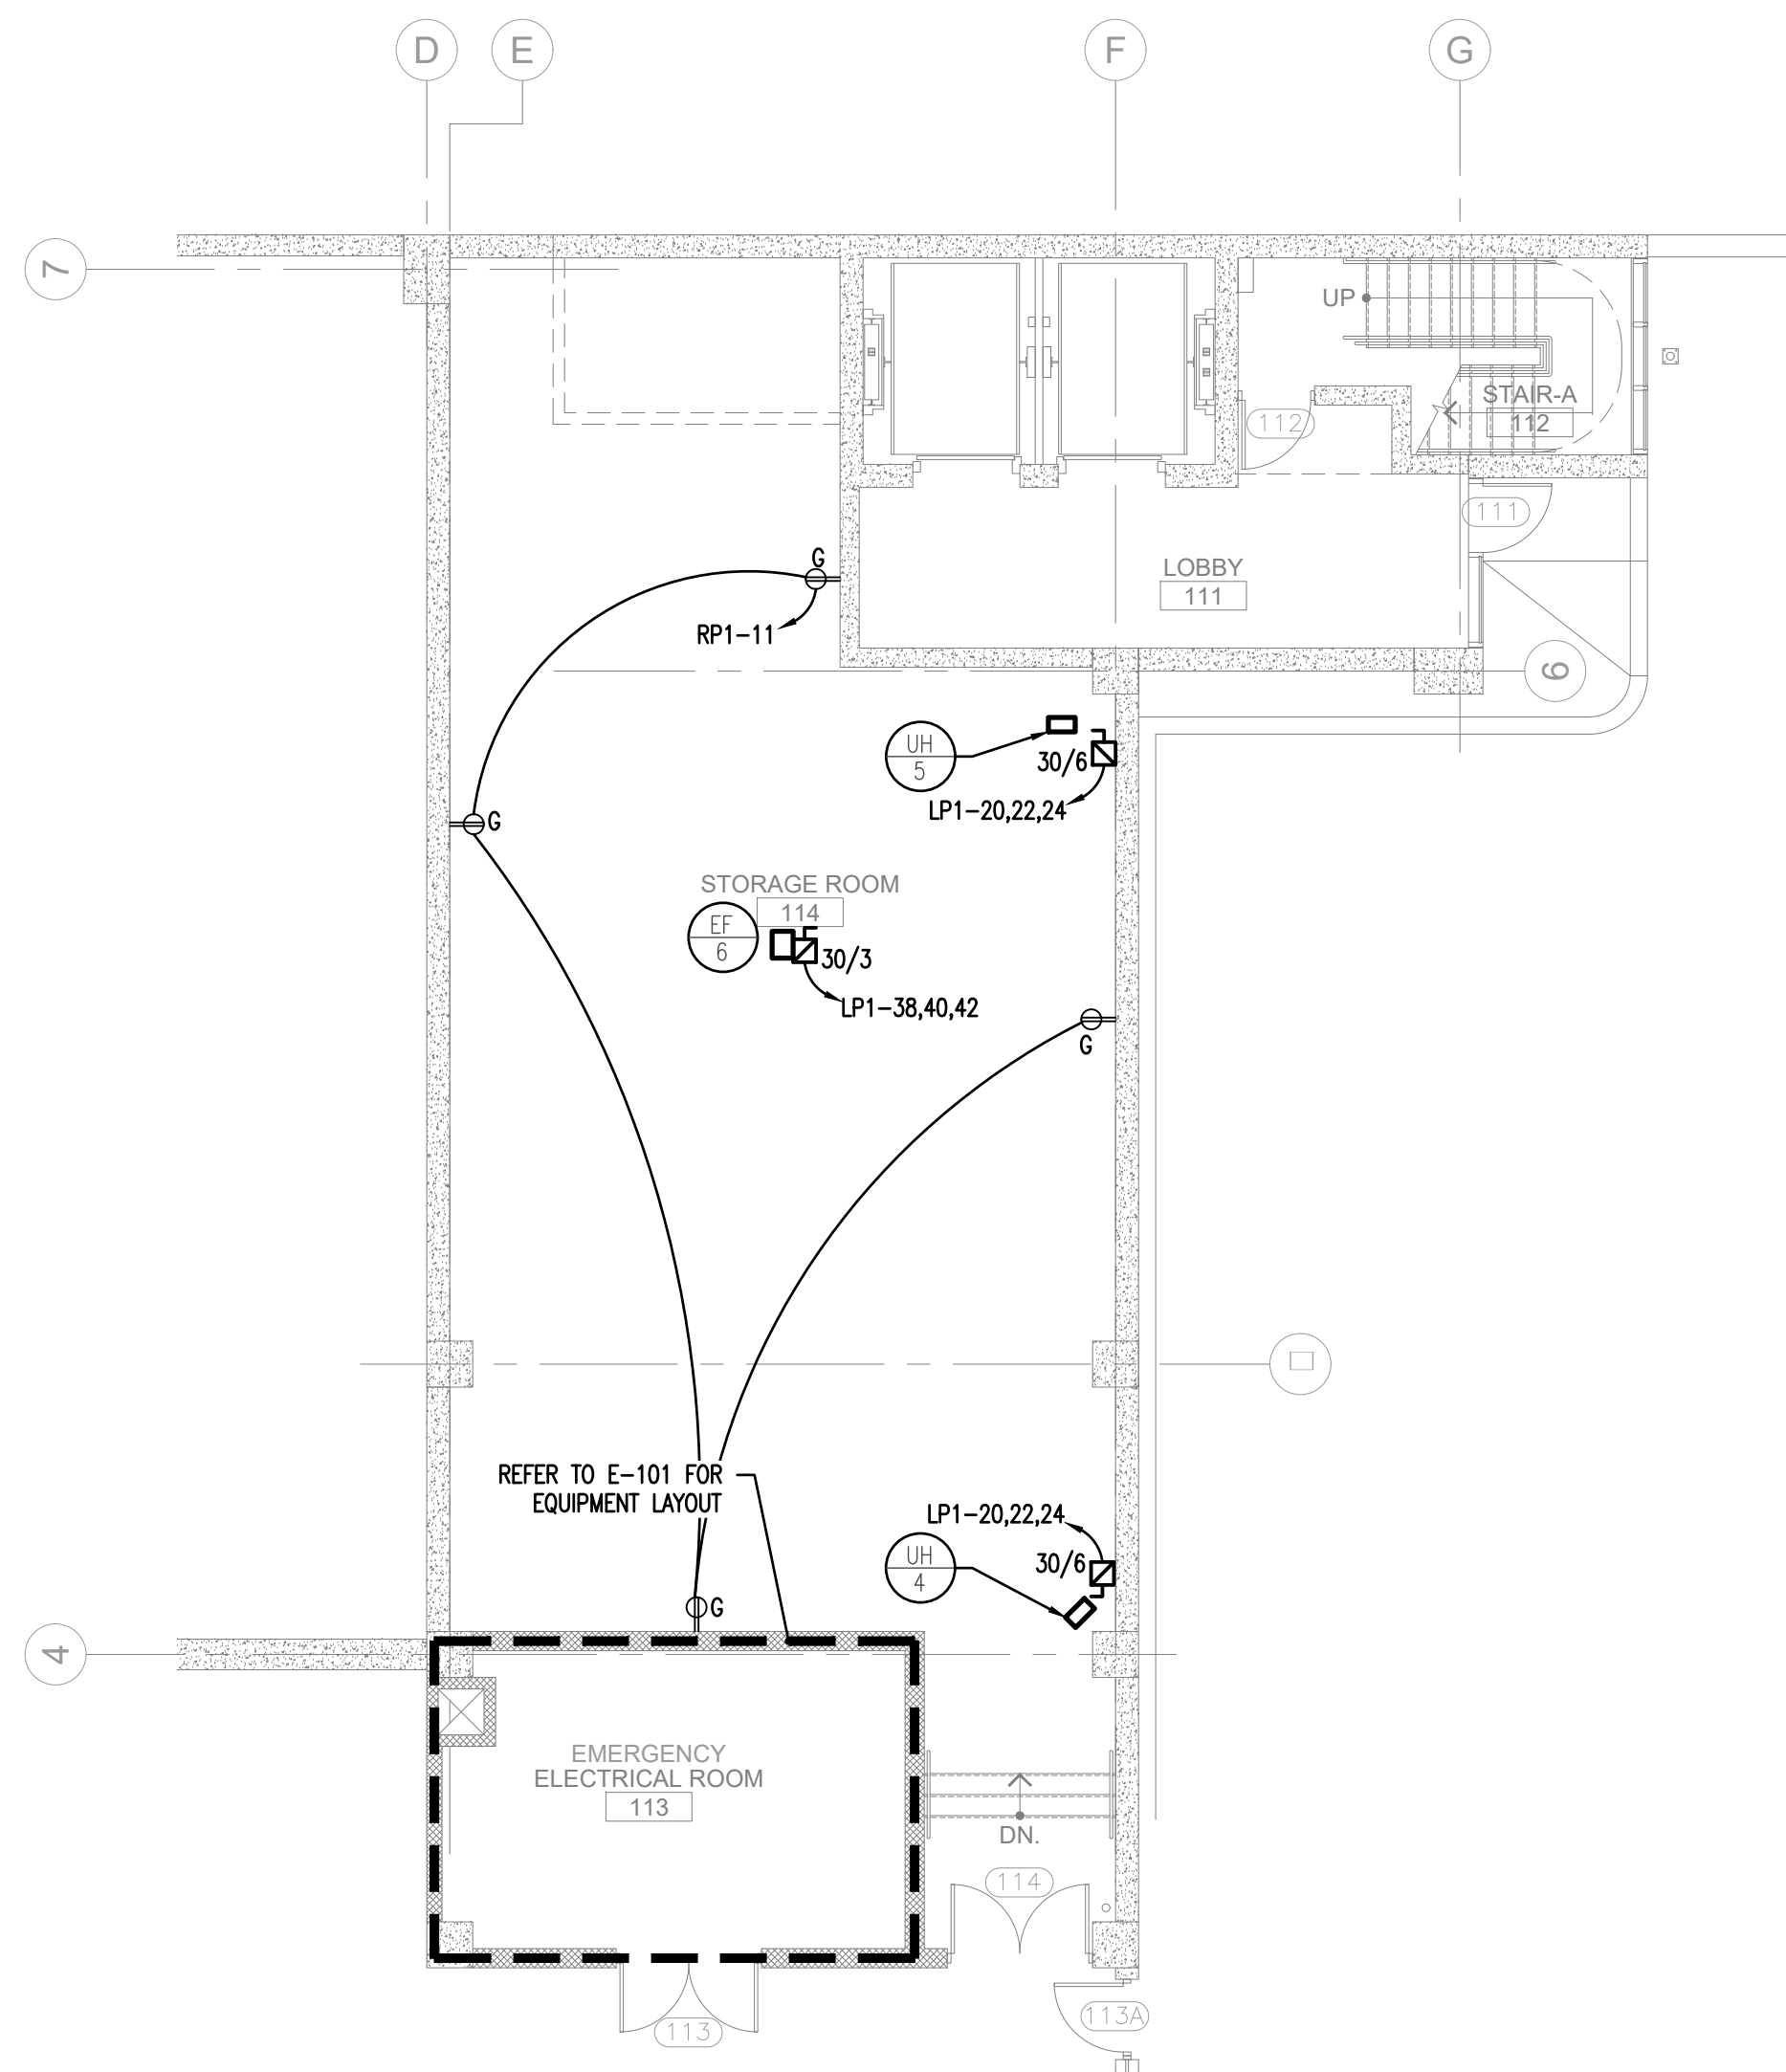 D
E
F
G
7
UP
STAIR-A
112
112
111
G
LOBBY
111
RP1-11
6
UH
5
30/6
LP1-20,22,24
G
STORAGE ROOM
114
EF
6
30/3
LP1-38,40,42
G
REFER TO E-101 FOR
EQUIPMENT LAYOUT
LP1-20,22,24
UH
4
30/6
G
4
EMERGENCY
ELECTRICAL ROOM
113
DN.
114
113
113A